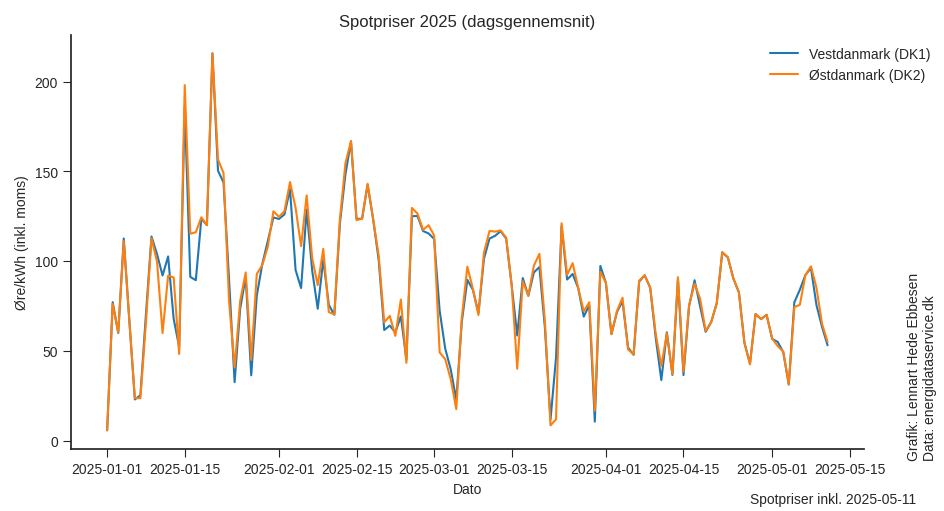 Spotpriser 2025 (dagsgennemsnit)
Vestdanmark (DK1)
Østdanmark (DK2)
Øre/kWh (inkl. moms)
200
150
100
50
0
2025-01-01 2025-01-15 2025-02-01 2025-02-15 2025-03-01 2025-03-15 2025-04-01 2025-04-15 2025-05-01 2025-05-15
Dato
Grafik: Lennart Hede Ebbesen
Data: energidataservice.dk
Spotpriser inkl. 2025-05-11